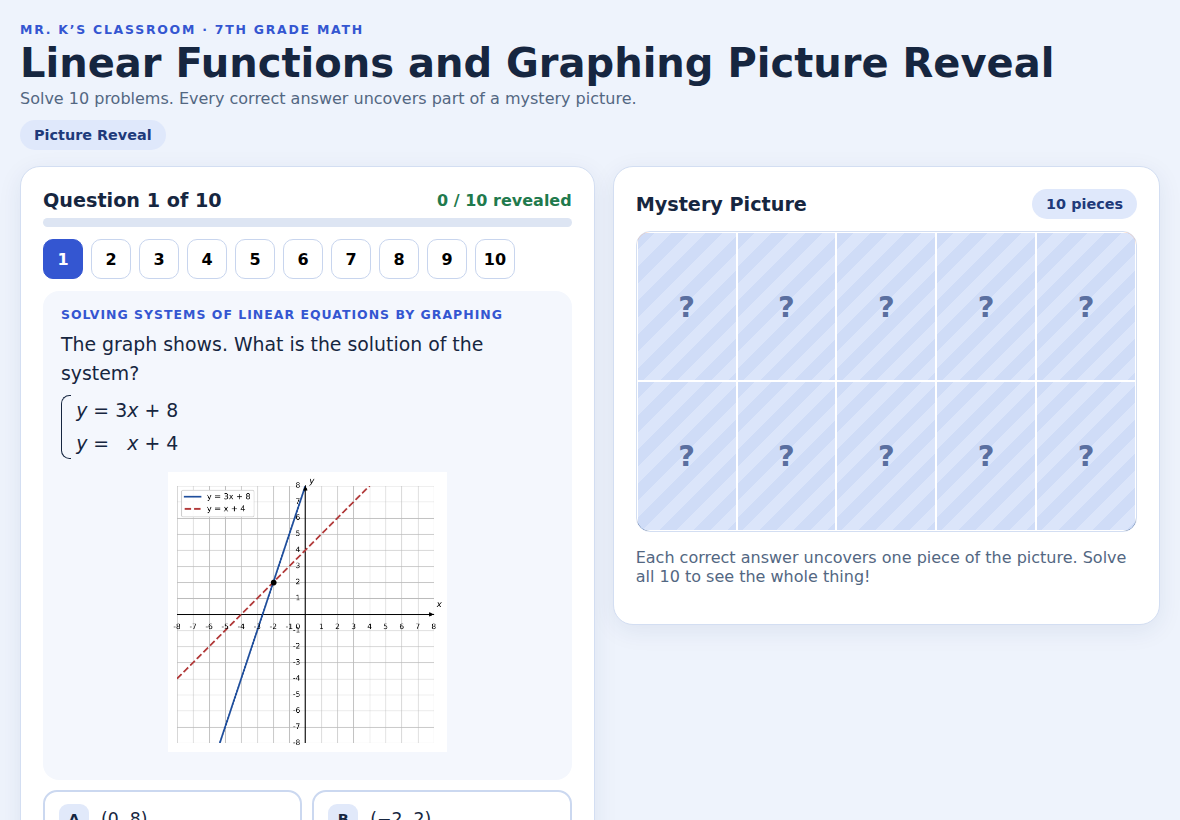 MR. K’S CLASSROOM · 7TH GRADE MATH
Linear Functions and Graphing Picture Reveal
Solve 10 problems. Every correct answer uncovers part of a mystery picture.
Picture Reveal
Question 1 of 10
0 / 10 revealed
1 2 3 4 5 6 7 8 9 10
SOLVING SYSTEMS OF LINEAR EQUATIONS BY GRAPHING
The graph shows. What is the solution of the
system?
y = 3x + 8
y = x + 4
y
y = 3x + 8
y = x + 4
8
7
6
5
4
3
2
1
x
-8 -7 -6 -5 -4 -3 -2 -1 0 1 2 3 4 5 6 7 8
-1
-2
-3
-4
-5
-6
-7
-8
A (0, 8)
B (−2, 2)
Mystery Picture
10 pieces
? ? ? ? ?
? ? ? ? ?
Each correct answer uncovers one piece of the picture. Solve
all 10 to see the whole thing!